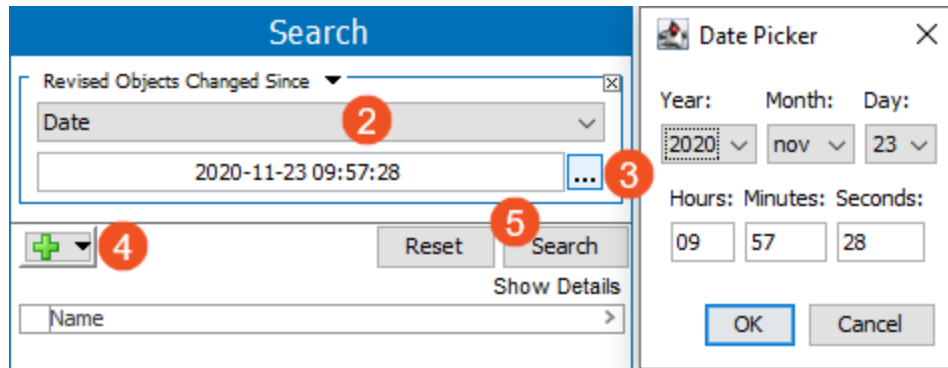 Search
Revised Objects Changed Since
Date
2
2020-11-23 09:57:28
...
3
4
Reset
5
Search
Show Details
Name
Date Picker
Year: Month: Day:
2020 nov 23
Hours: Minutes: Seconds:
09 57 28
OK Cancel